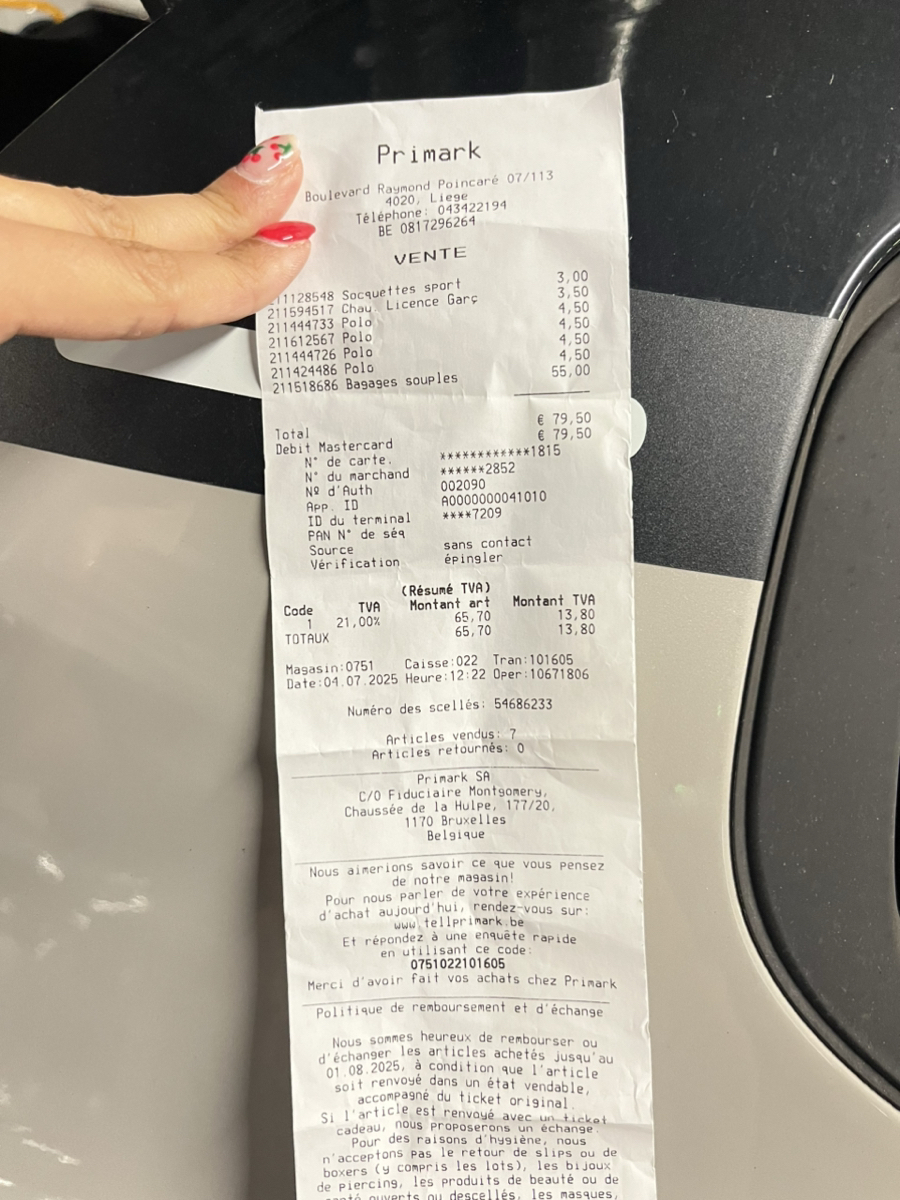 Primark
Boulevard Raymond Poincaré 07/113
4020, Liege
Téléphone: 043422194
BE 0817296264
VENTE
211128548 Socquettes sport 3,00
211594517 Chau. Licence Garç 3,50
211444733 Polo 4,50
211612567 Polo 4,50
211444726 Polo 4,50
211424486 Polo 4,50
211518686 Bagages souples 55,00
Total € 79,50
Debit Mastercard € 79,50
N° de carte. ************1815
N° du marchand ******2852
Nº d'Auth 002090
App. ID A0000000041010
ID du terminal ****7209
PAN N° de séq
Source sans contact
Vérification épingler
(Résumé TVA)
Code TVA Montant art Montant TVA
1 21,00% 65,70 13,80
TOTAUX 65,70 13,80
Magasin:0751 Caisse:022 Tran:101605
Date:04.07.2025 Heure:12:22 Oper:10671806
Numéro des scellés: 54686233
Articles vendus: 7
Articles retournés: 0
Primark SA
C/O Fiduciaire Montgomery,
Chaussée de la Hulpe, 177/20,
1170 Bruxelles
Belgique
Nous aimerions savoir ce que vous pensez
de notre magasin!
Pour nous parler de votre expérience
d'achat aujourd'hui, rendez-vous sur:
www.tellprimark.be
Et répondez à une enquête rapide
en utilisant ce code:
0751022101605
Merci d'avoir fait vos achats chez Primark
Politique de remboursement et d'échange
Nous sommes heureux de rembourser ou
d'échanger les articles achetés jusqu'au
01.08.2025, à condition que l'article
soit renvoyé dans un état vendable,
accompagné du ticket original.
Si l'article est renvoyé avec un ticket
cadeau, nous proposerons un échange.
Pour des raisons d'hygiène, nous
n'acceptons pas le retour de slips ou de
boxers (y compris les lots), les bijoux
de piercing, les produits de beauté ou de
santé ouverts ou descellés, les masques,